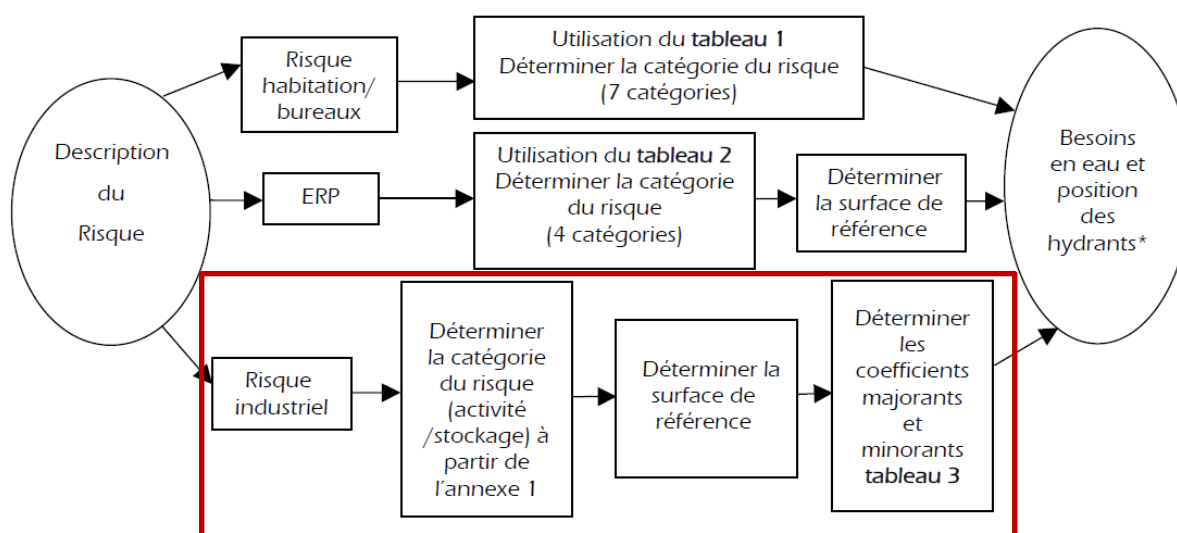 Description
du
Risque
Risque
habitation/
bureaux
Utilisation du tableau 1
Déterminer la catégorie du risque
(7 catégories)
ERP
Utilisation du tableau 2
Déterminer la catégorie
du risque
(4 catégories)
Déterminer
la surface de
référence
Risque
industriel
Déterminer
la catégorie
du risque
(activité
/stockage) à
partir de
l'annexe 1
Déterminer la
surface de
référence
Déterminer
les
coefficients
majorants
et
minorants
tableau 3
Besoins
en eau et
position
des
hydrants*